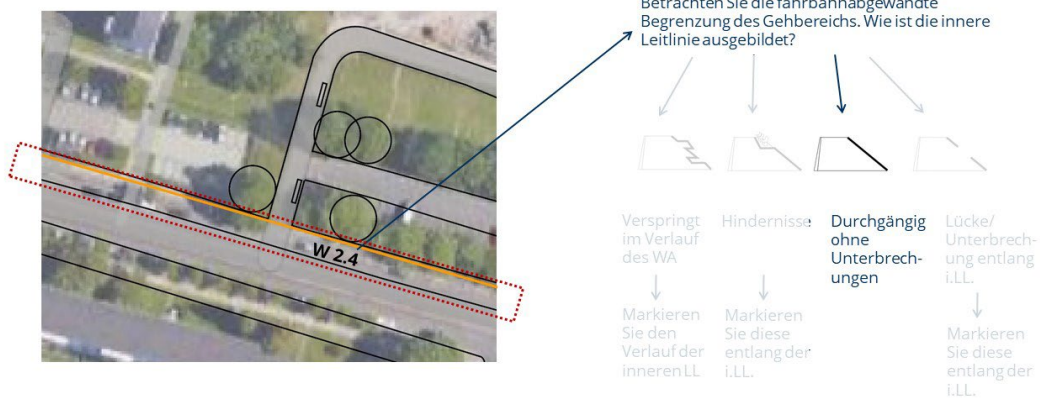 Betrachten Sie die fahrbahnabgewandte
Begrenzung des Gehbereichs. Wie ist die innere
Leitlinie ausgebildet?
W 2.4
Verspringt
im Verlauf
des WA
Markieren
Sie den
Verlauf der
inneren LL
Hindernisse
Markieren
Sie diese
entlang der
i.LL.
Durchgängig
ohne
Unterbrech-
ungen
Lücke/
Unterbrech-
ung entlang
i.LL.
Markieren
Sie diese
entlang der
i.LL.